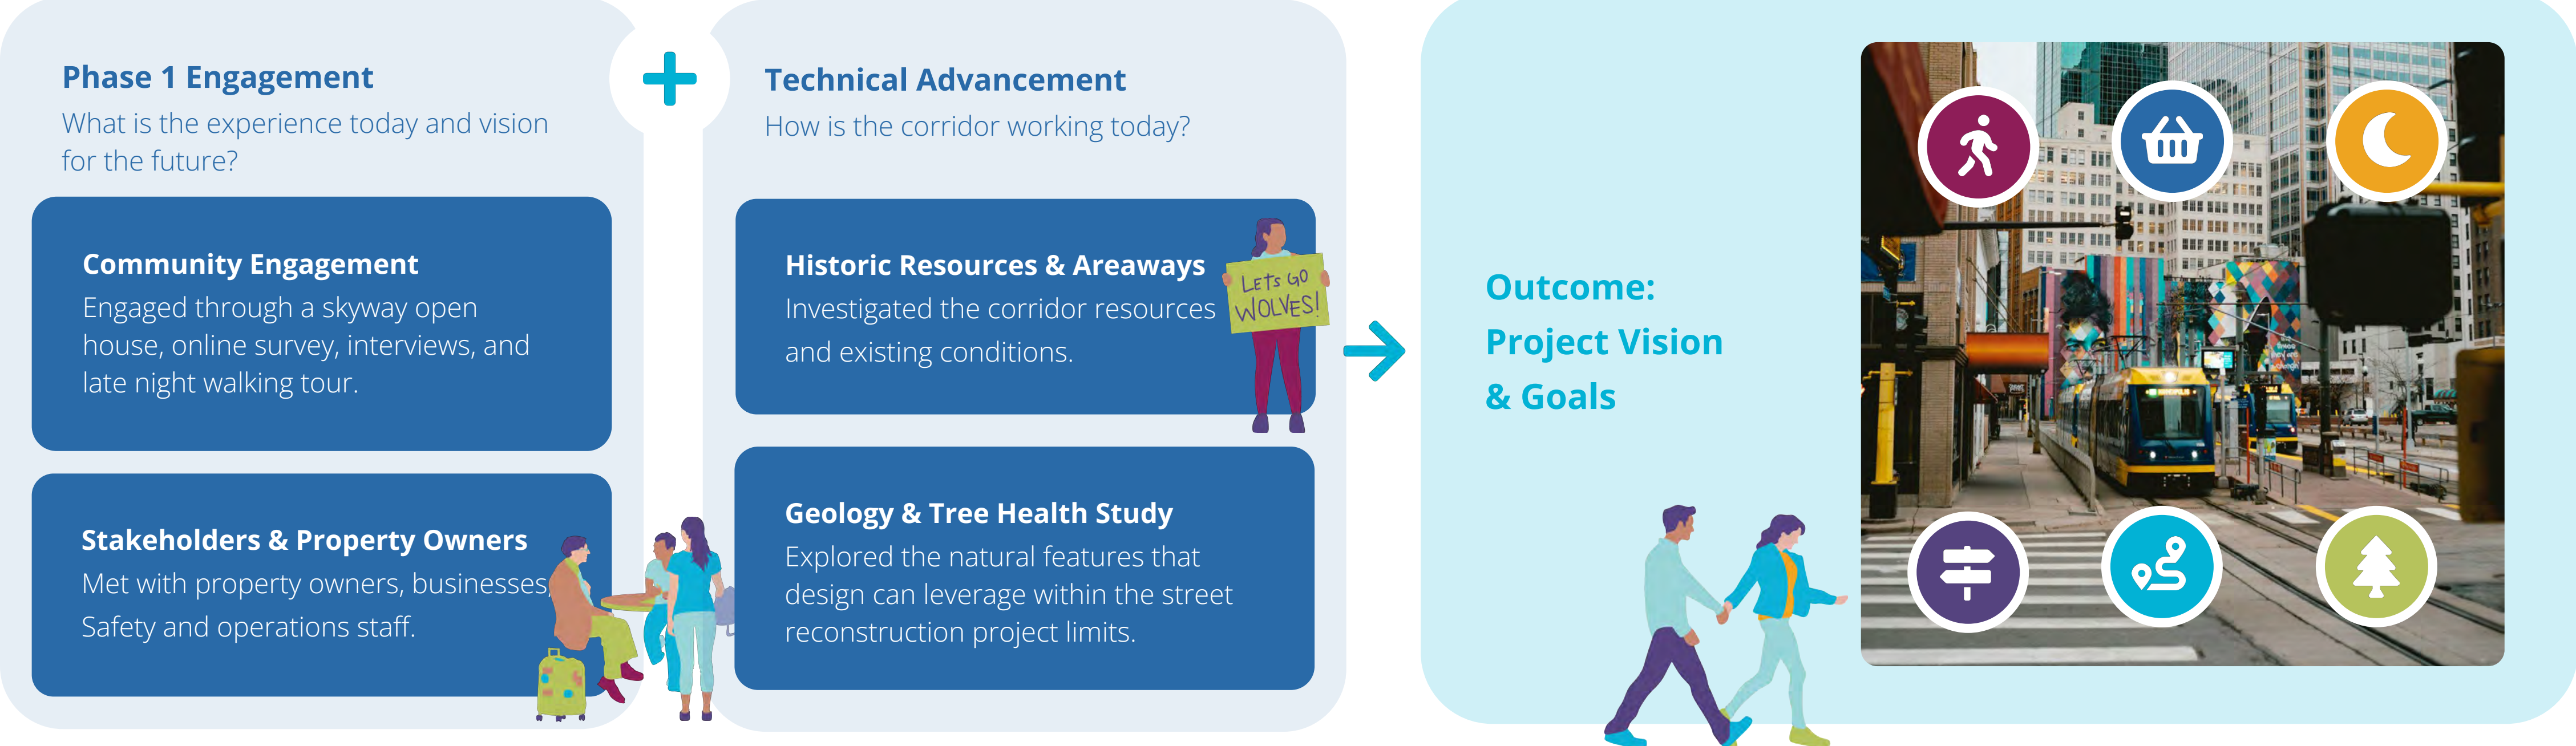 Phase 1 Engagement
What is the experience today and vision
for the future?
Community Engagement
Engaged through a skyway open
house, online survey, interviews, and
late night walking tour.
Stakeholders & Property Owners
Met with property owners, businesses,
Safety and operations staff.
Technical Advancement
How is the corridor working today?
Historic Resources & Areaways
Investigated the corridor resources
and existing conditions.
LETS GO
WOLVES!
Geology & Tree Health Study
Explored the natural features that
design can leverage within the street
reconstruction project limits.
Outcome:
Project Vision
& Goals